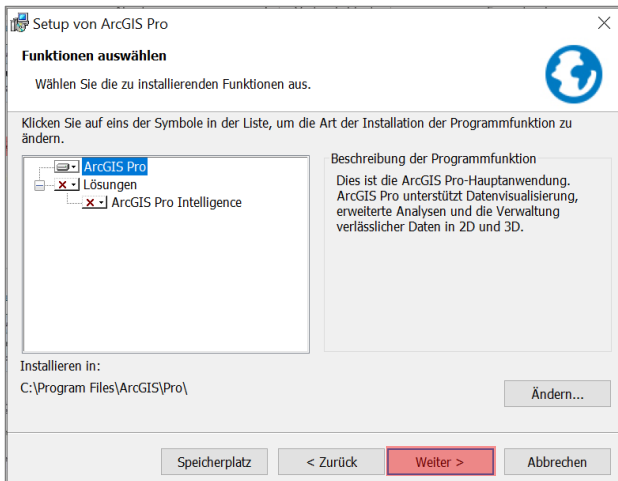 Setup von ArcGIS Pro
Funktionen auswählen
Wählen Sie die zu installierenden Funktionen aus.
Klicken Sie auf eins der Symbole in der Liste, um die Art der Installation der Programmfunktion zu
ändern.
ArcGIS Pro
Lösungen
ArcGIS Pro Intelligence
Beschreibung der Programmfunktion
Dies ist die ArcGIS Pro-Hauptanwendung.
ArcGIS Pro unterstützt Datenvisualisierung,
erweiterte Analysen und die Verwaltung
verlässlicher Daten in 2D und 3D.
Installieren in:
C:\Program Files\ArcGIS\Pro\
Ändern...
Speicherplatz < Zurück Weiter > Abbrechen